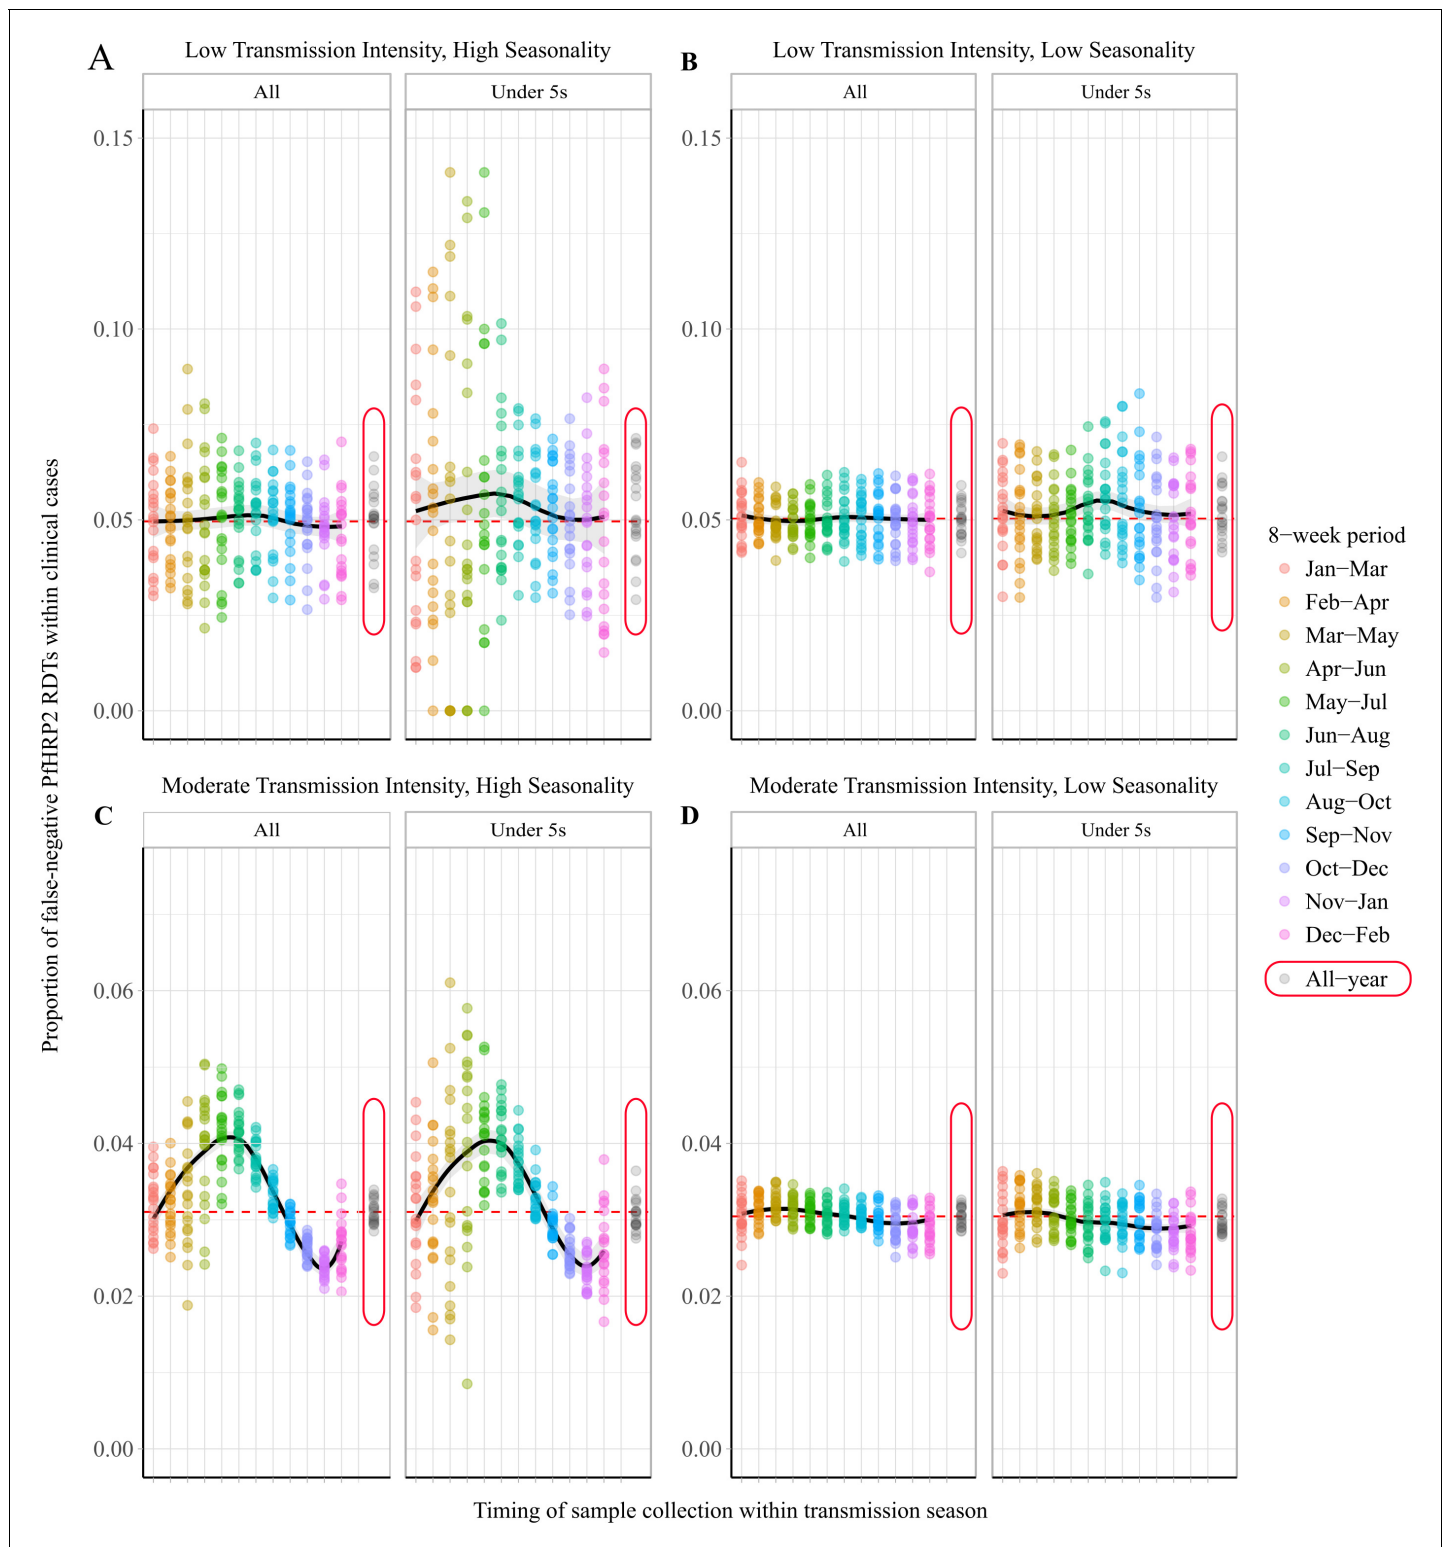 A
Low Transmission Intensity, High Seasonality
B
Low Transmission Intensity, Low Seasonality
All
Under 5s
All
Under 5s
0.15
0.10
0.05
0.00
0.15
0.10
0.05
0.00
Proportion of false−negative PfHRP2 RDTs within clinical cases
Moderate Transmission Intensity, High Seasonality
C
Moderate Transmission Intensity, Low Seasonality
D
All
Under 5s
All
Under 5s
0.06
0.04
0.02
0.00
0.06
0.04
0.02
0.00
Timing of sample collection within transmission season
8−week period
Jan−Mar
Feb−Apr
Mar−May
Apr−Jun
May−Jul
Jun−Aug
Jul−Sep
Aug−Oct
Sep−Nov
Oct−Dec
Nov−Jan
Dec−Feb
All−year